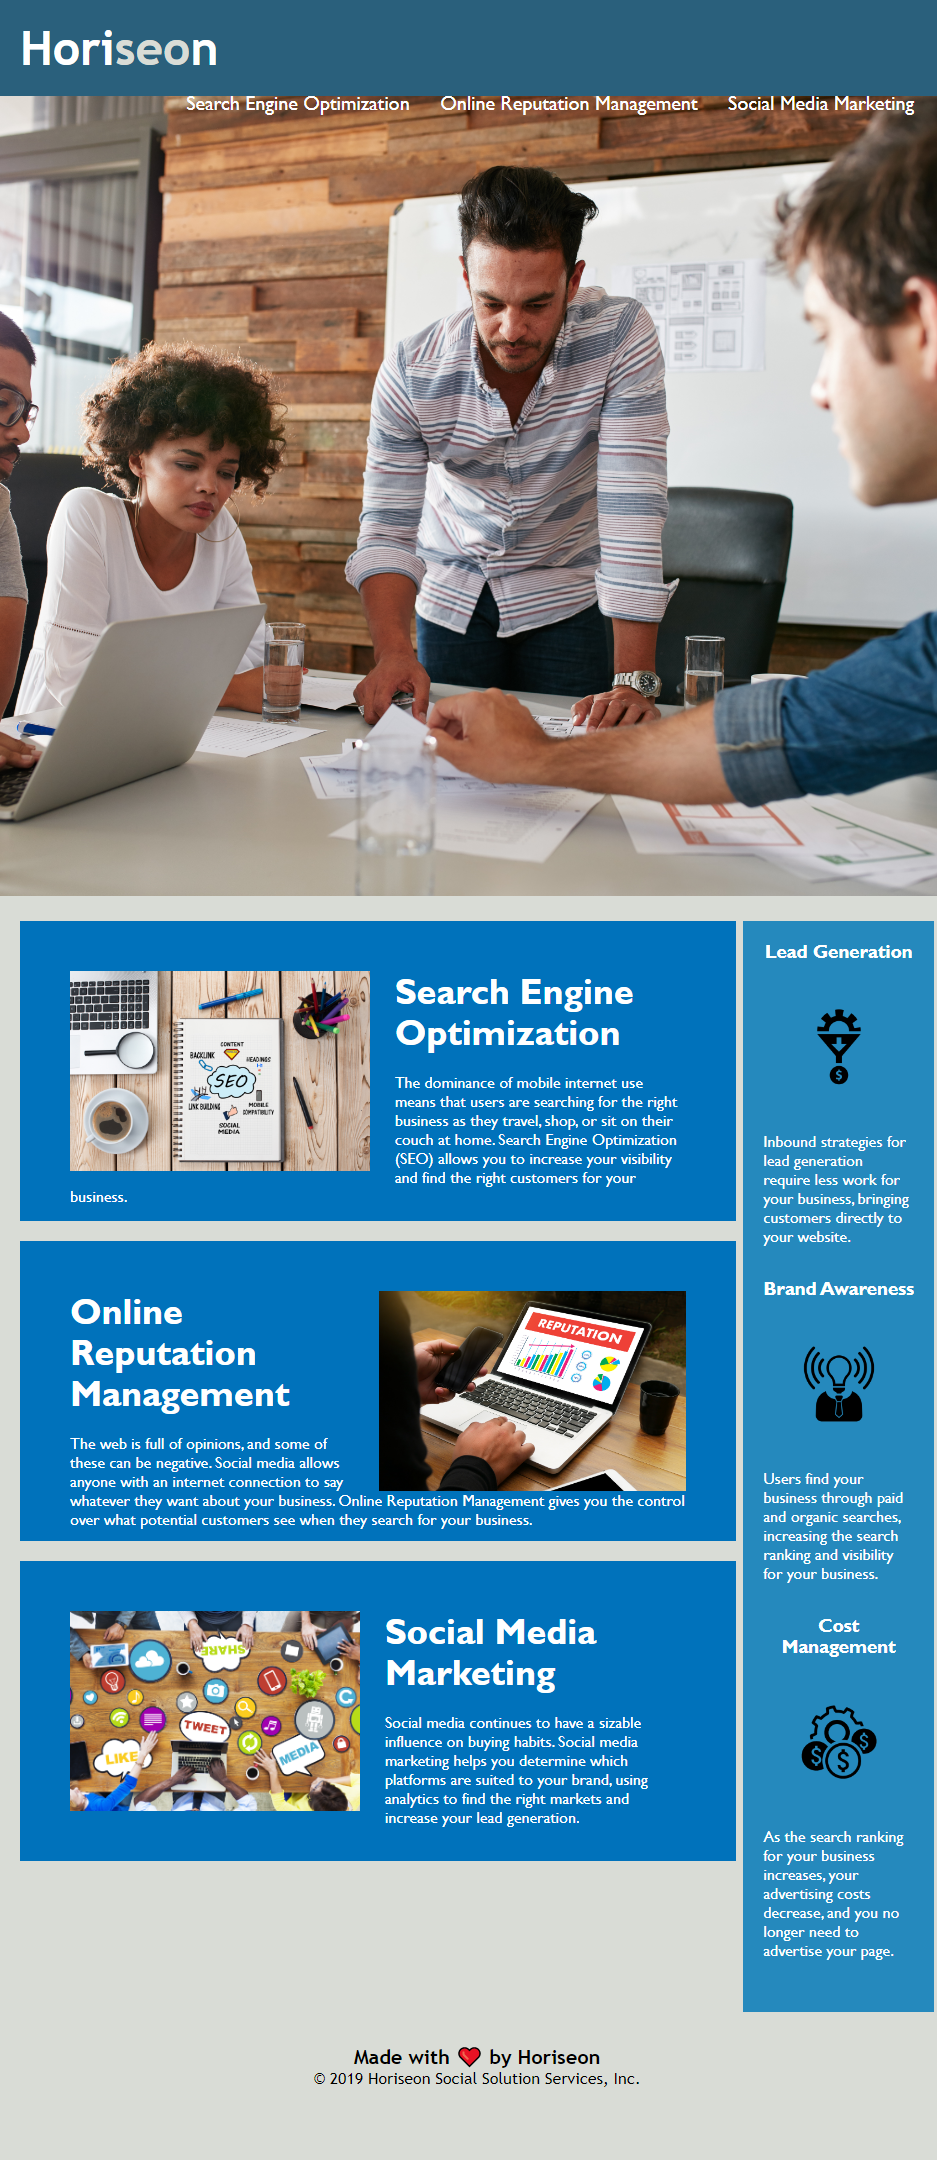 Horiseon
Search Engine Optimization Online Reputation Management Social Media Marketing
CONTENT
BACKLINK
HEADINGS
SEO
LINK BUILDING
MOBILE
COMPATIBILITY
SOCIAL
MEDIA
Search Engine
Optimization
The dominance of mobile internet use
means that users are searching for the right
business as they travel, shop, or sit on their
couch at home. Search Engine Optimization
(SEO) allows you to increase your visibility
and find the right customers for your
business.
Online
Reputation
Management
REPUTATION
The web is full of opinions, and some of
these can be negative. Social media allows
anyone with an internet connection to say
whatever they want about your business. Online Reputation Management gives you the control
over what potential customers see when they search for your business.
SHARE
TWEET
LIKE
MEDIA
Social Media
Marketing
Social media continues to have a sizable
influence on buying habits. Social media
marketing helps you determine which
platforms are suited to your brand, using
analytics to find the right markets and
increase your lead generation.
Lead Generation
$
Inbound strategies for
lead generation
require less work for
your business, bringing
customers directly to
your website.
Brand Awareness
Users find your
business through paid
and organic searches,
increasing the search
ranking and visibility
for your business.
Cost
Management
$ $ $
As the search ranking
for your business
increases, your
advertising costs
decrease, and you no
longer need to
advertise your page.
Made with ❤️ by Horiseon
© 2019 Horiseon Social Solution Services, Inc.